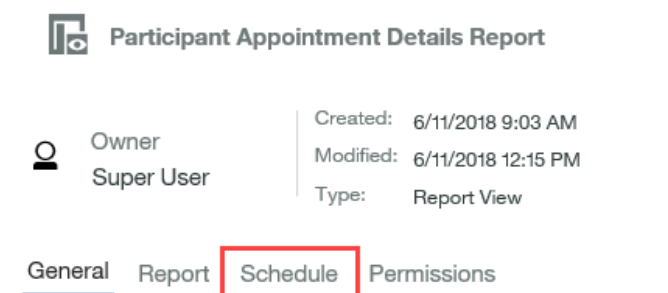 Participant Appointment Details Report
Owner
Super User
Created: 6/11/2018 9:03 AM
Modified: 6/11/2018 12:15 PM
Type: Report View
General Report Schedule Permissions